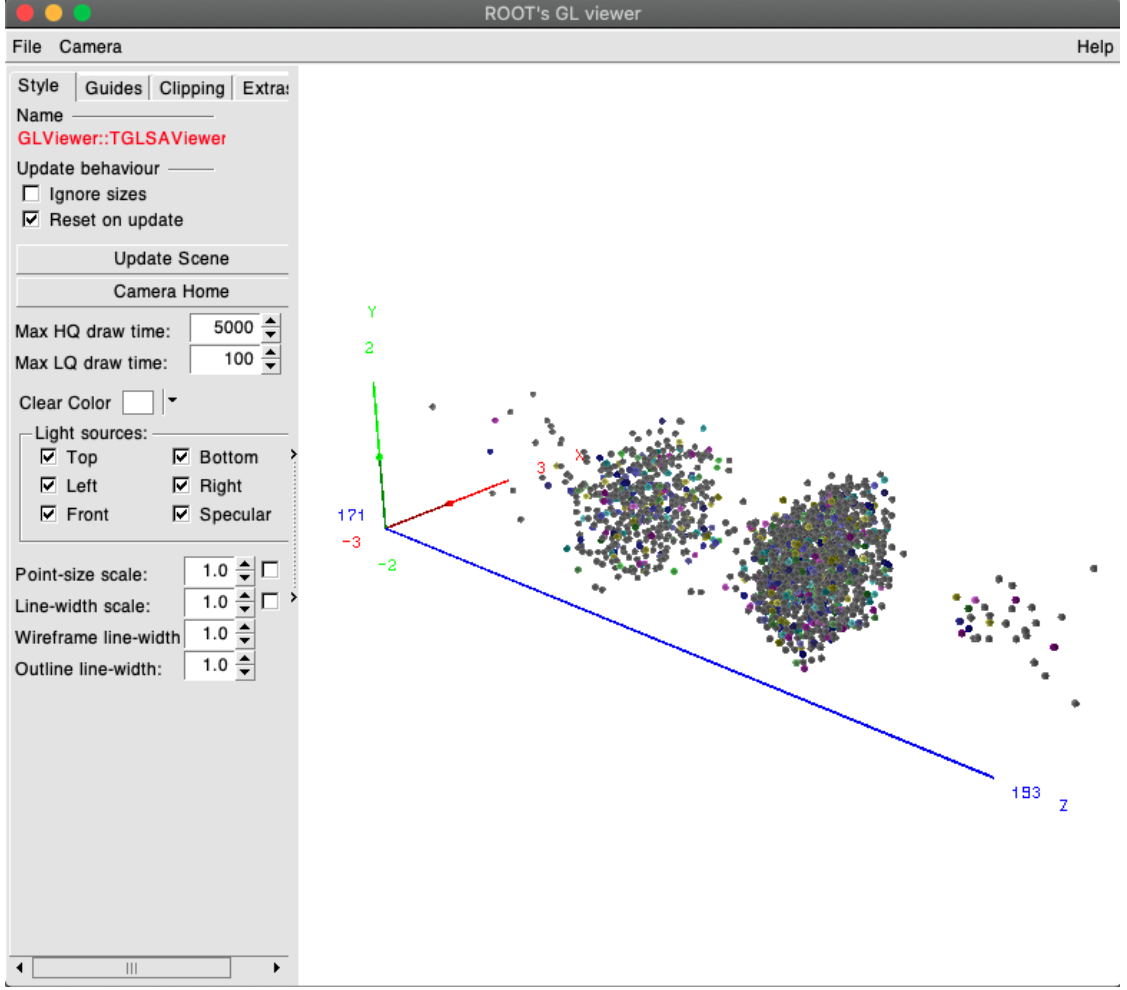 ROOT's GL viewer
File Camera Help
Style Guides Clipping Extras
Name
GLViewer::TGLSAViewer
Update behaviour
Ignore sizes
Reset on update
Update Scene
Camera Home
Max HQ draw time: 5000
Max LQ draw time: 100
Clear Color
Light sources:
Top Bottom
Left Right
Front Specular
Point-size scale: 1.0
Line-width scale: 1.0
Wireframe line-width 1.0
Outline line-width: 1.0
Y
2
X
3
171
-3
-2
193
Z